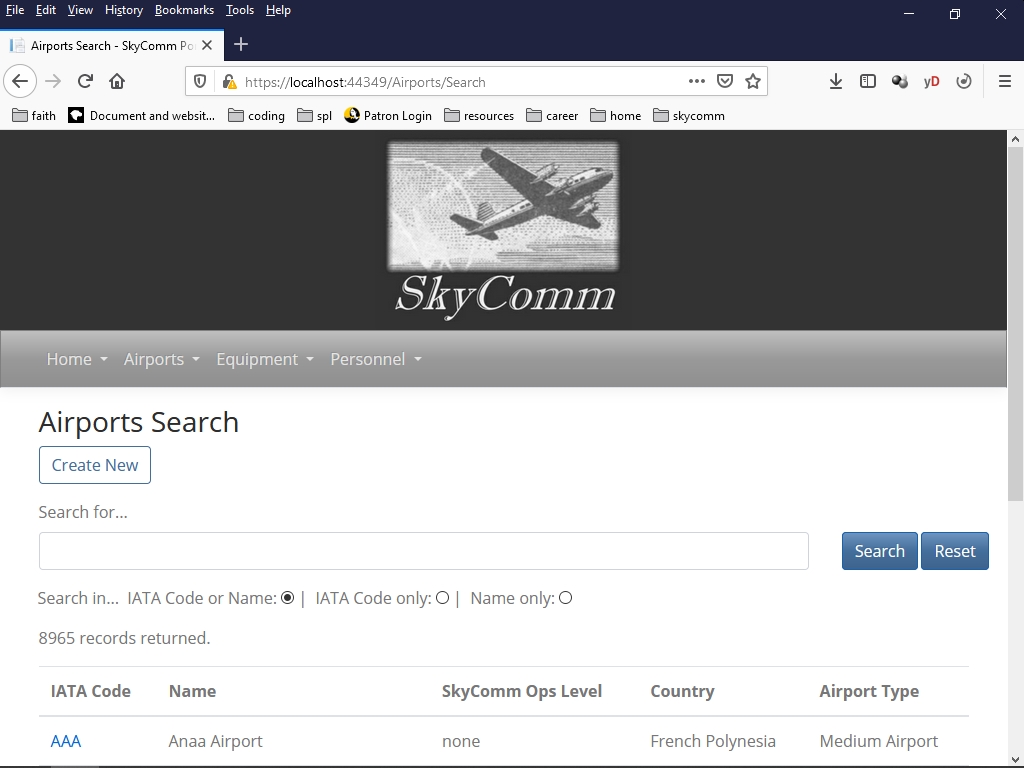 File Edit View History Bookmarks Tools Help
Airports Search - SkyComm Po
https://localhost:44349/Airports/Search
yD
faith Document and websit... coding spl Patron Login resources career home skycomm
SkyComm
Home Airports Equipment Personnel
Airports Search
Create New
Search for...
Search Reset
Search in... IATA Code or Name: | IATA Code only: | Name only:
8965 records returned.
IATA Code Name SkyComm Ops Level Country Airport Type
AAA Anaa Airport none French Polynesia Medium Airport